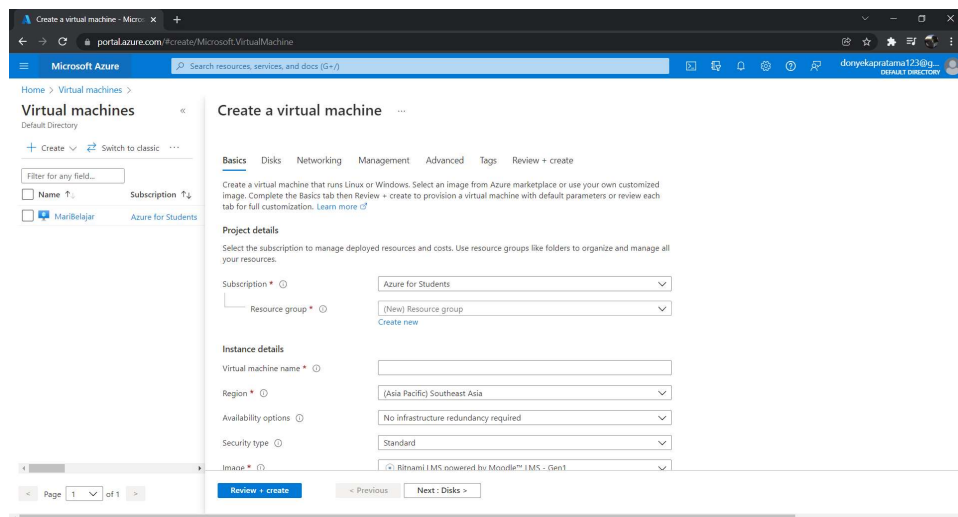 Create a virtual machine - Micros
portal.azure.com/#create/Microsoft.VirtualMachine
Microsoft Azure
Search resources, services, and docs (G+/)
donyekapratama123@g...
DEFAULT DIRECTORY
Home > Virtual machines >
Virtual machines
Default Directory
Create
Switch to classic
Filter for any field...
Name
Subscription
MariBelajar
Azure for Students
Page 1 of 1
Create a virtual machine
Basics Disks Networking Management Advanced Tags Review + create
Create a virtual machine that runs Linux or Windows. Select an image from Azure marketplace or use your own customized
image. Complete the Basics tab then Review + create to provision a virtual machine with default parameters or review each
tab for full customization. Learn more
Project details
Select the subscription to manage deployed resources and costs. Use resource groups like folders to organize and manage all
your resources.
Subscription *
Azure for Students
Resource group *
(New) Resource group
Create new
Instance details
Virtual machine name *
Region *
(Asia Pacific) Southeast Asia
Availability options
No infrastructure redundancy required
Security type
Standard
Image *
Bitnami LMS powered by Moodle™ LMS - Gen1
Review + create
< Previous
Next : Disks >